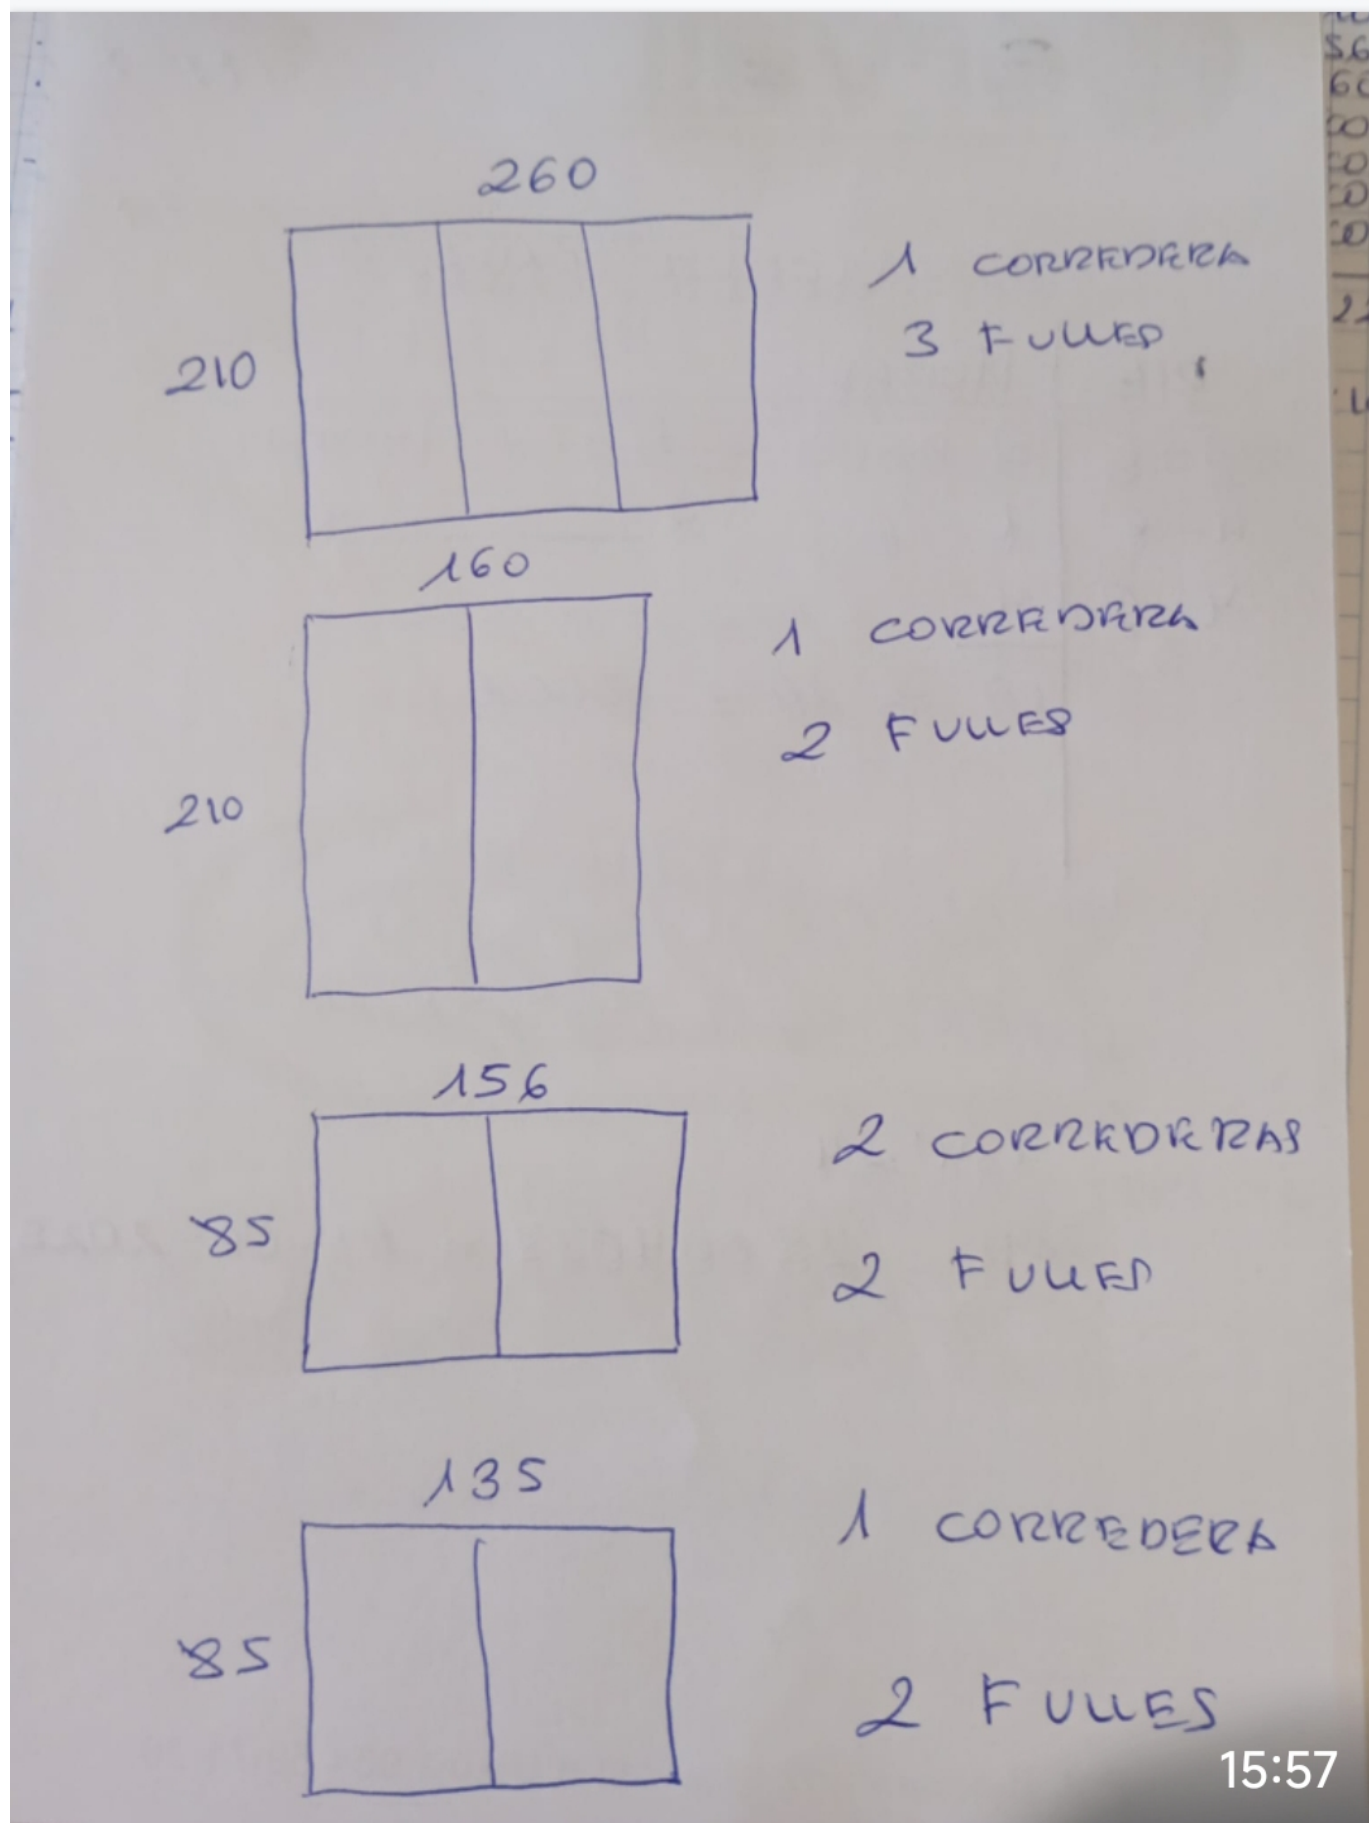 260
1 CORREDERA
3 FULLES
210
160
1 CORREDERA
2 FULLES
210
156
2 CORREDERAS
85
2 FULLES
135
1 CORREDERA
85
2 FULLES
15:57